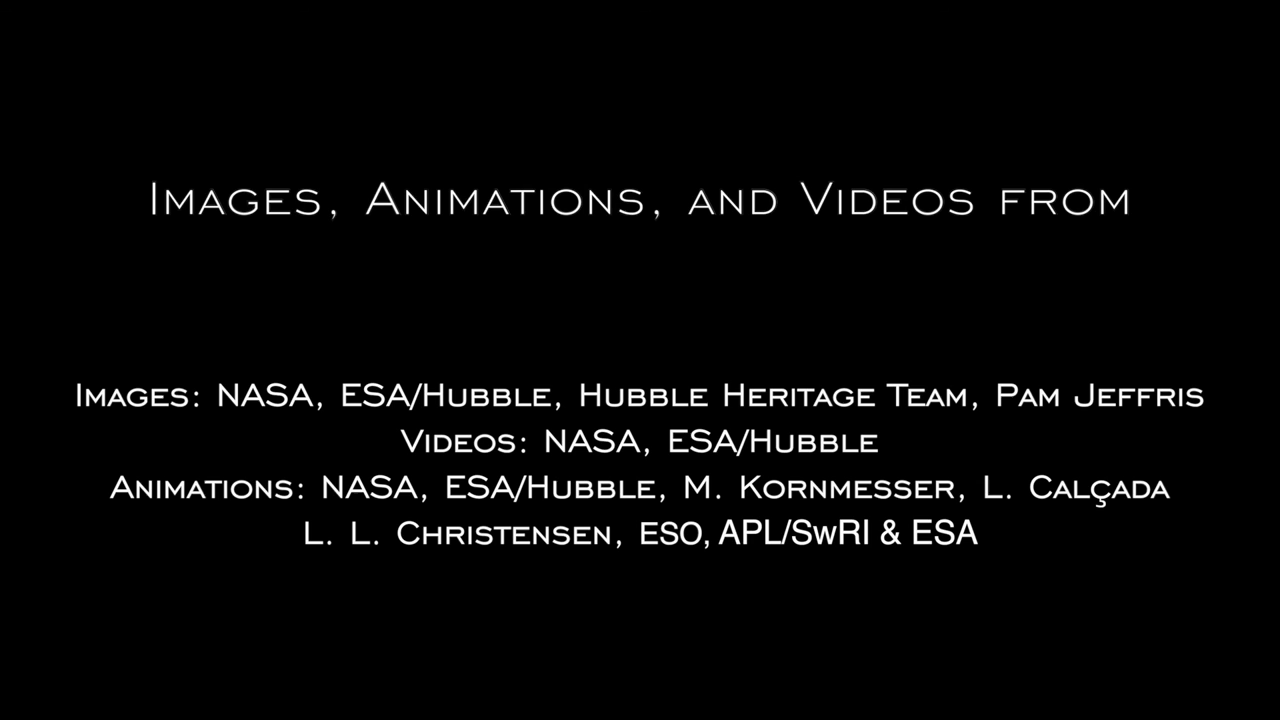 Images, Animations, and Videos from
Images: NASA, ESA/Hubble, Hubble Heritage Team, Pam Jeffris
Videos: NASA, ESA/Hubble
Animations: NASA, ESA/Hubble, M. Kornmesser, L. Calçada
L. L. Christensen, ESO, APL/SwRI & ESA